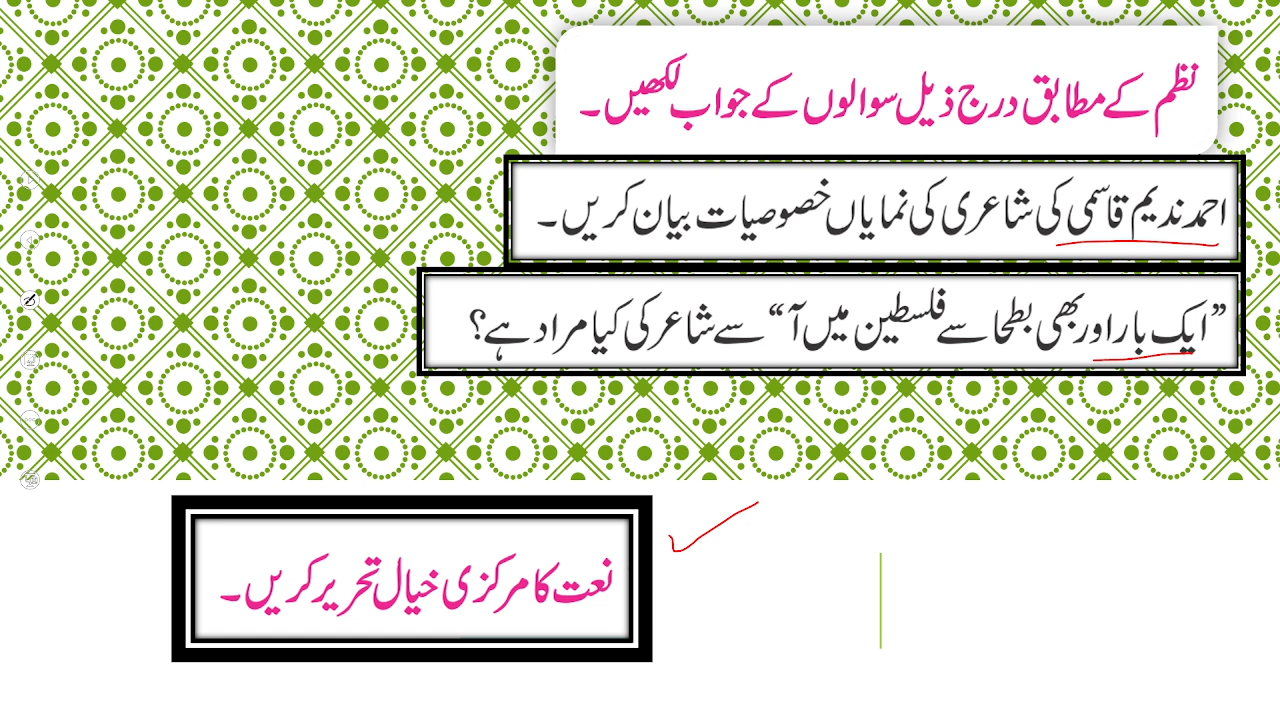 نظم کے مطابق درج ذیل سوالوں کے جواب لکھیں۔
احمد ندیم قاسمی کی شاعری کی نمایاں خصوصیات بیان کریں۔
”ایک بار اور بھی بطحا سے فلسطین میں آ“ سے شاعر کی کیا مراد ہے؟
نعت کا مرکزی خیال تحریر کریں۔